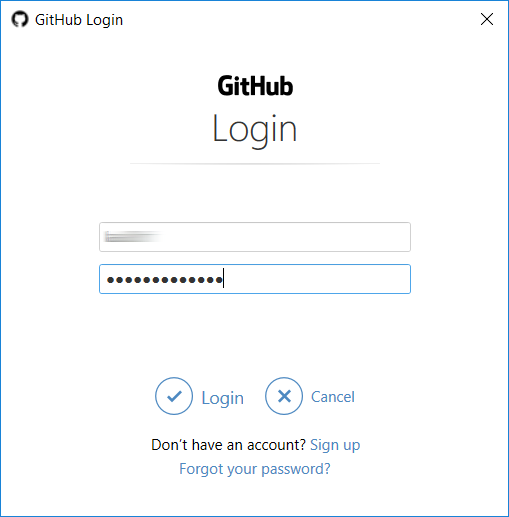 GitHub Login
GitHub
Login
●●●●●●●●●●●●●
Login Cancel
Don't have an account? Sign up
Forgot your password?